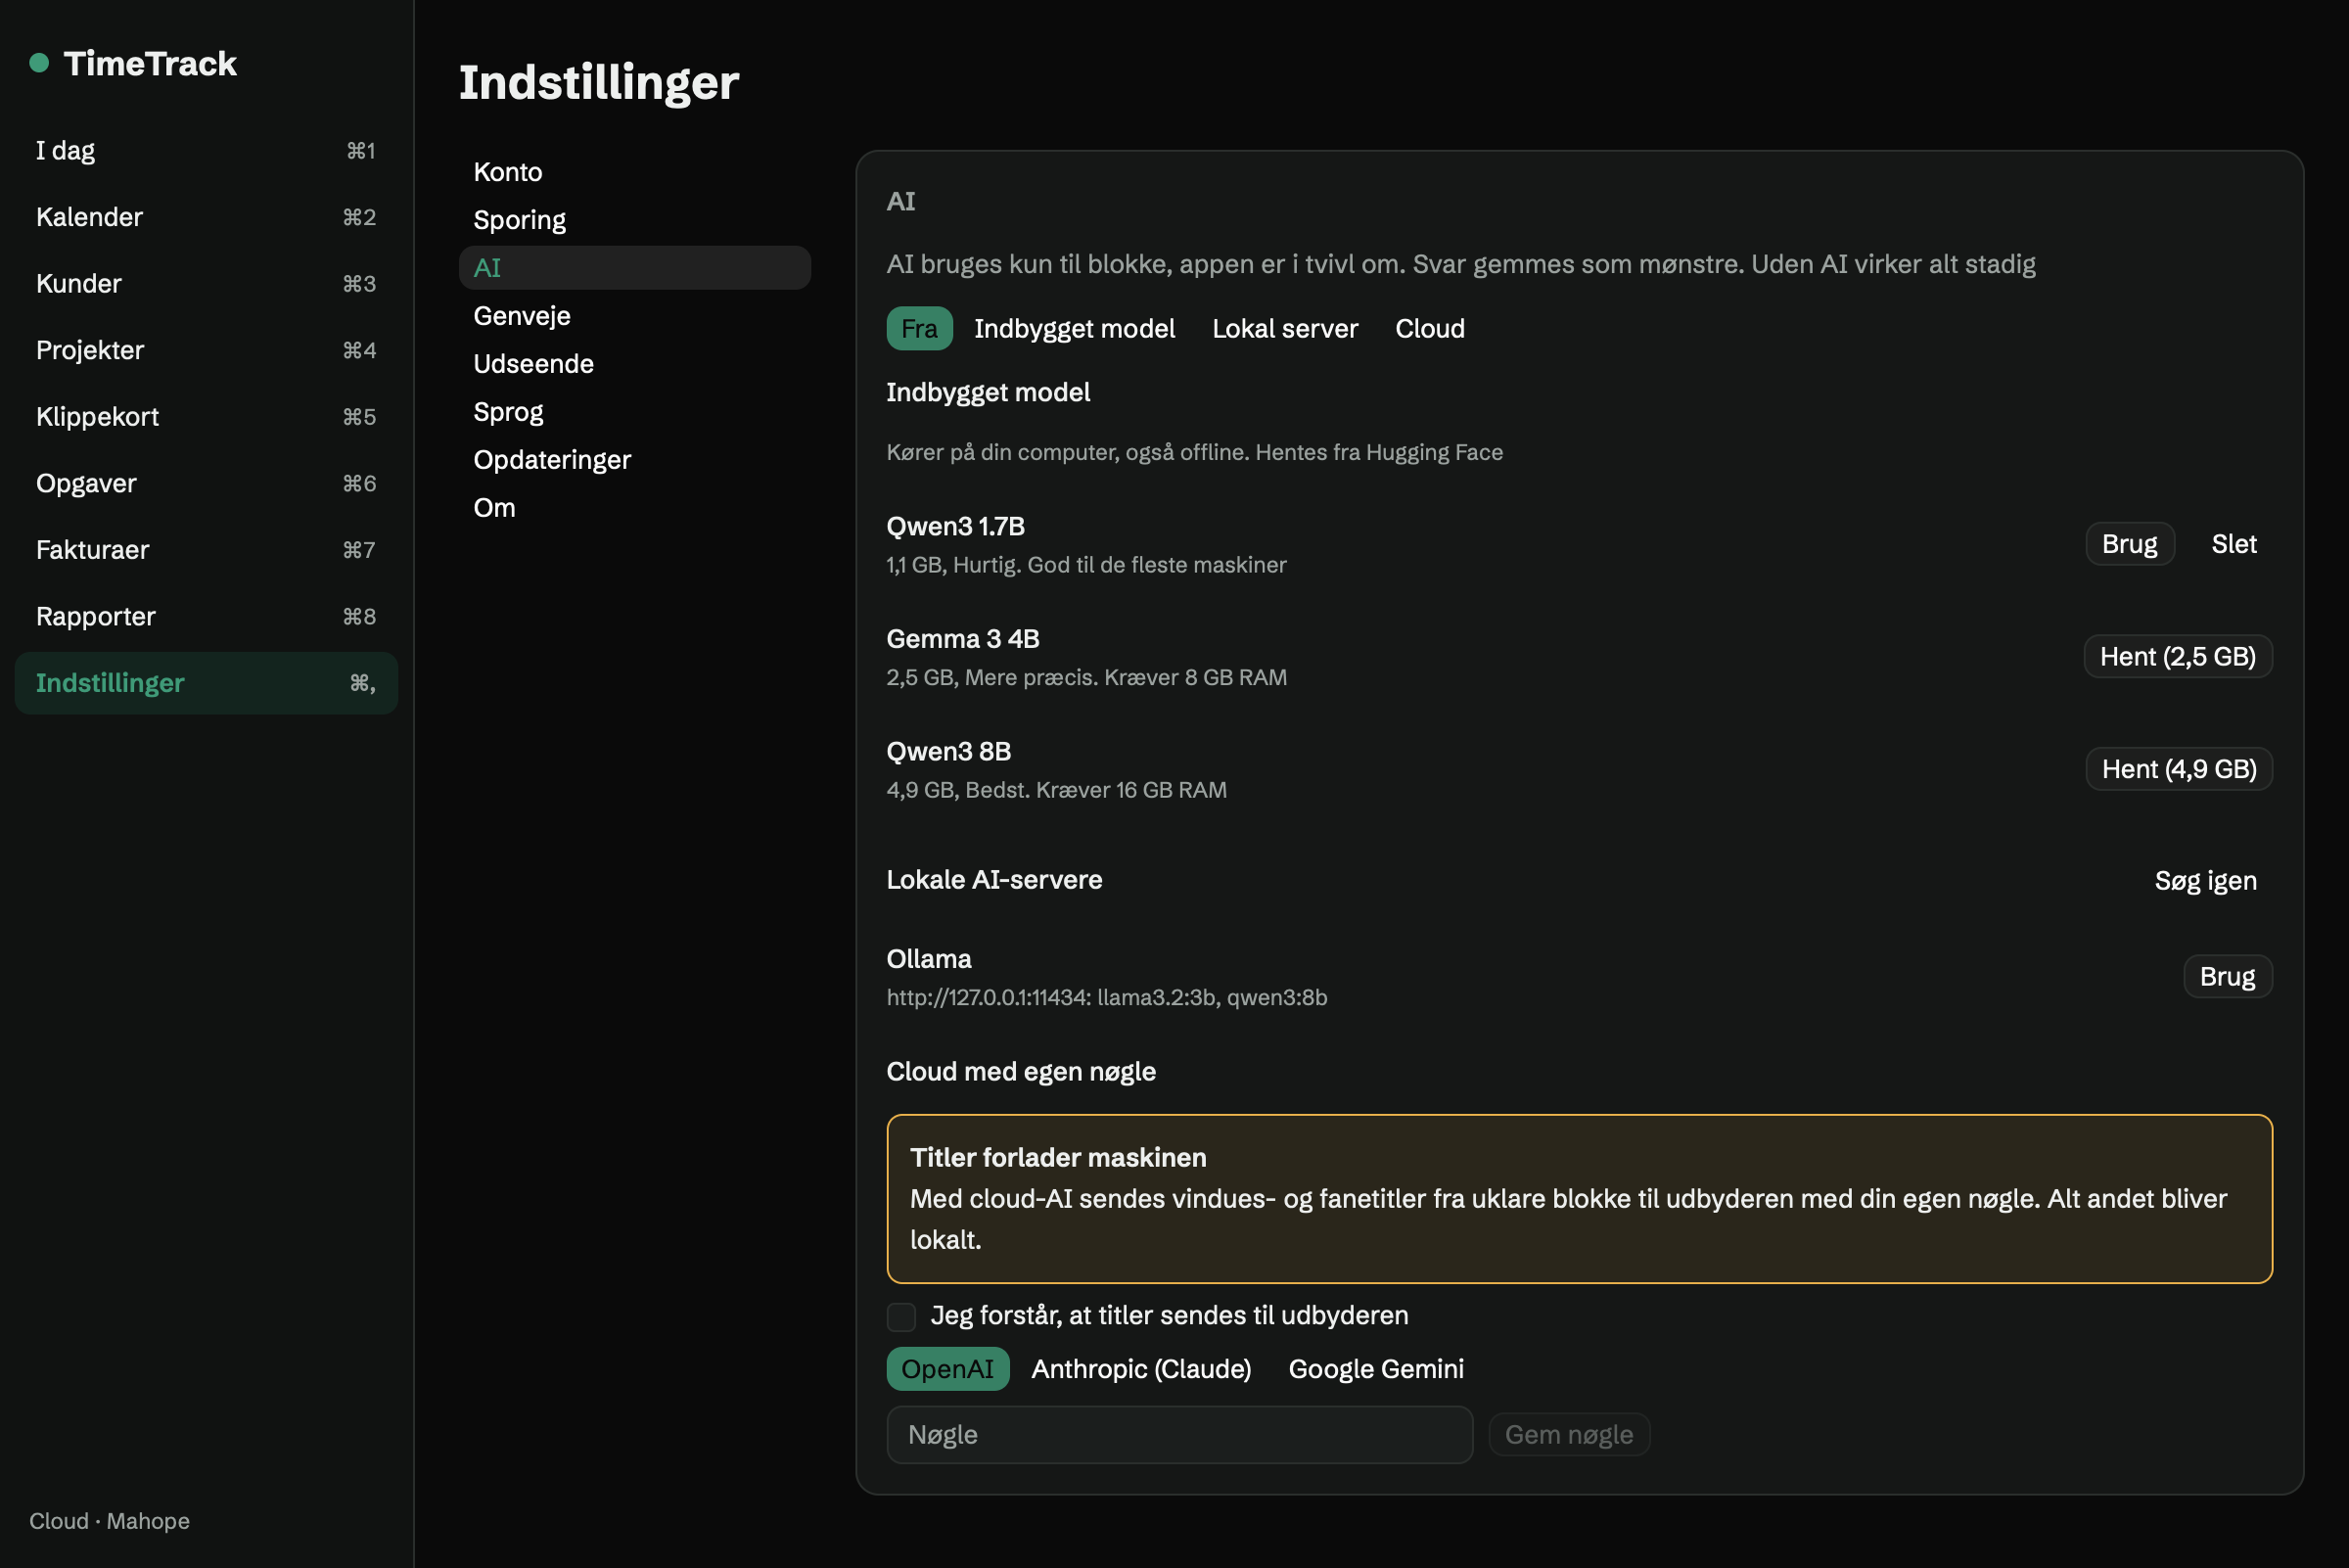 TimeTrack
I dag ⌘1
Kalender ⌘2
Kunder ⌘3
Projekter ⌘4
Klippekort ⌘5
Opgaver ⌘6
Fakturaer ⌘7
Rapporter ⌘8
Indstillinger ⌘,
Cloud · Mahope
Indstillinger
Konto
Sporing
AI
Genveje
Udseende
Sprog
Opdateringer
Om
AI
AI bruges kun til blokke, appen er i tvivl om. Svar gemmes som mønstre. Uden AI virker alt stadig
Fra Indbygget model Lokal server Cloud
Indbygget model
Kører på din computer, også offline. Hentes fra Hugging Face
Qwen3 1.7B
1,1 GB, Hurtig. God til de fleste maskiner
Brug Slet
Gemma 3 4B
2,5 GB, Mere præcis. Kræver 8 GB RAM
Hent (2,5 GB)
Qwen3 8B
4,9 GB, Bedst. Kræver 16 GB RAM
Hent (4,9 GB)
Lokale AI-servere Søg igen
Ollama
http://127.0.0.1:11434: llama3.2:3b, qwen3:8b
Brug
Cloud med egen nøgle
Titler forlader maskinen
Med cloud-AI sendes vindues- og fanetitler fra uklare blokke til udbyderen med din egen nøgle. Alt andet bliver
lokalt.
Jeg forstår, at titler sendes til udbyderen
OpenAI Anthropic (Claude) Google Gemini
Nøgle Gem nøgle